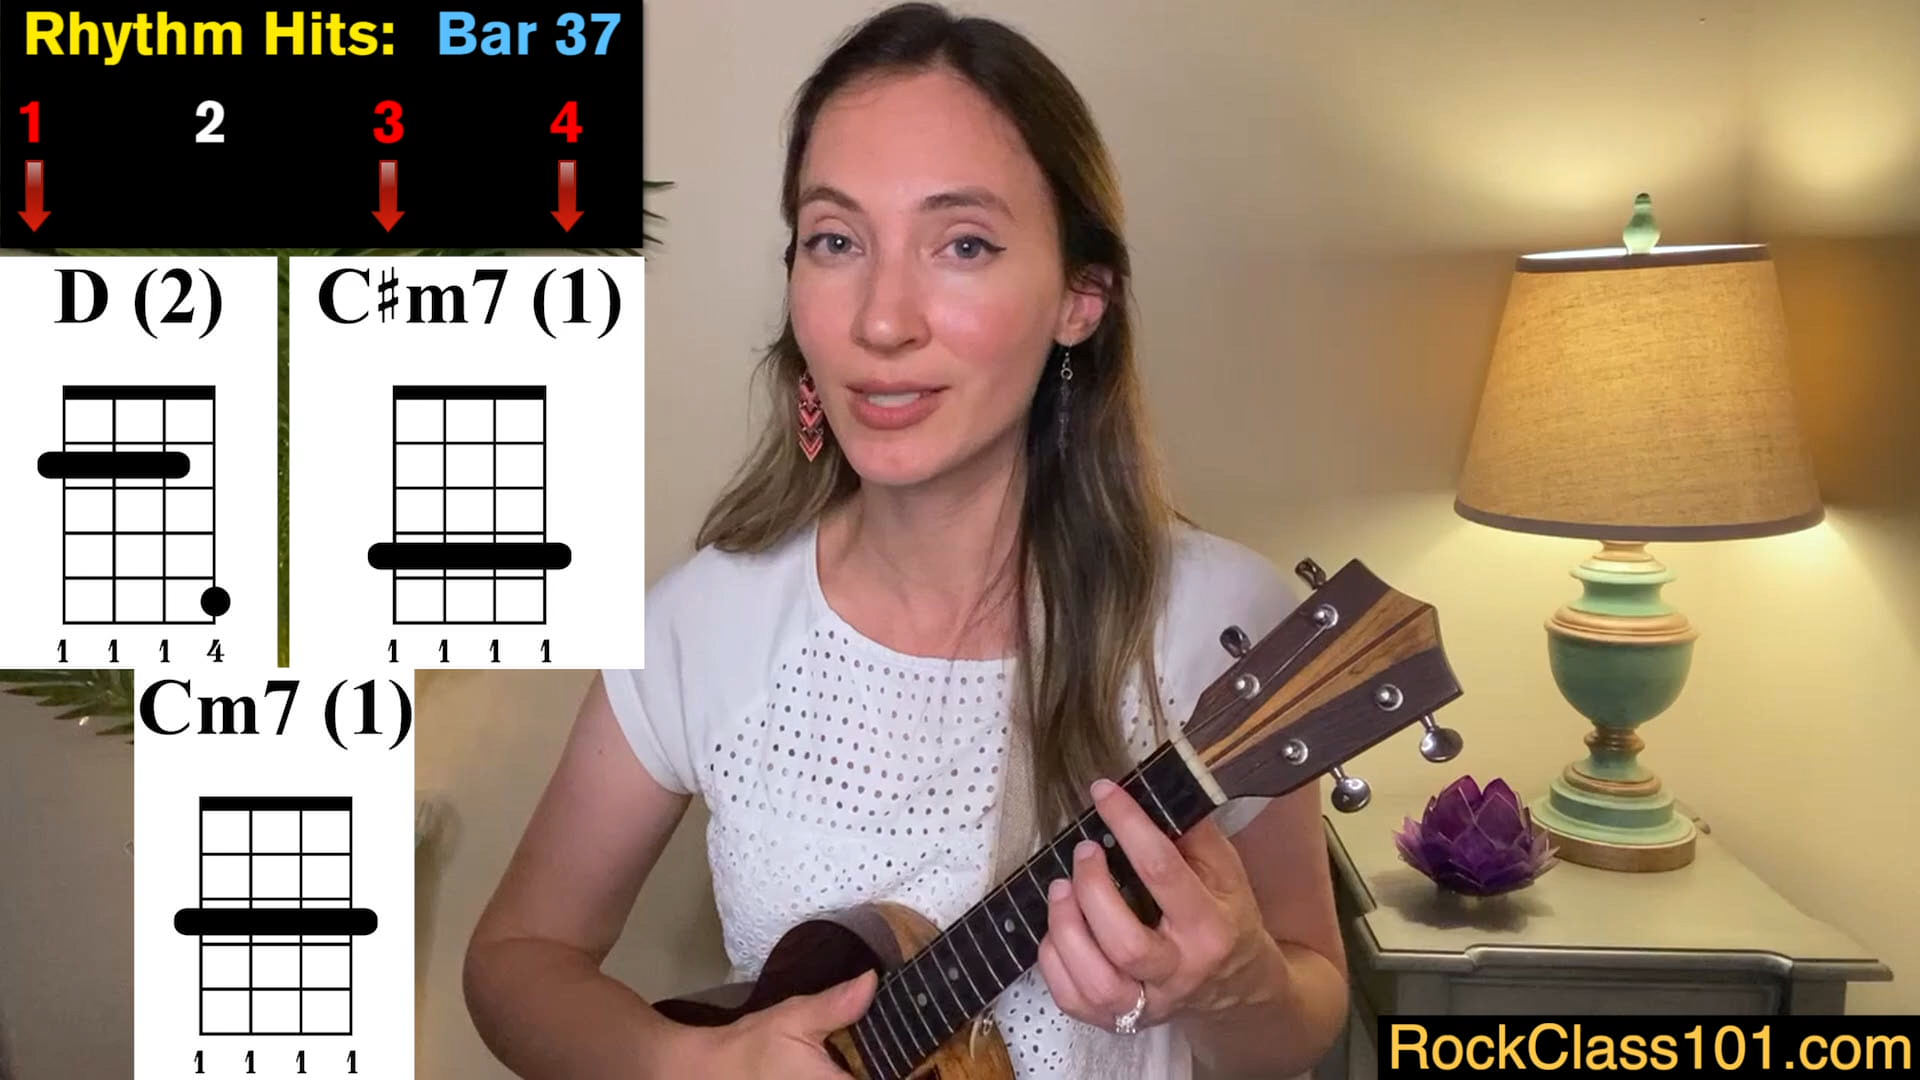 Rhythm Hits: Bar 37
1 2 3 4
D (2)
C♯m7 (1)
1 1 1 4
1 1 1 1
Cm7 (1)
1 1 1 1
RockClass101.com